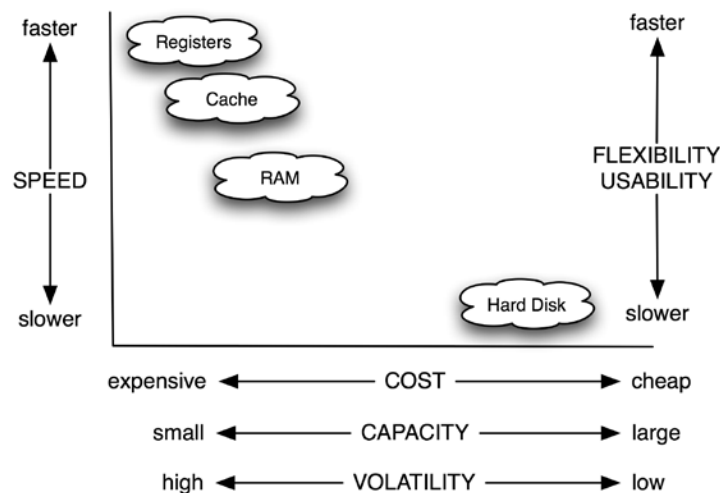 faster
Registers
faster
Cache
SPEED
RAM
FLEXIBILITY
USABILITY
slower
Hard Disk
slower
expensive COST cheap
small CAPACITY large
high VOLATILITY low